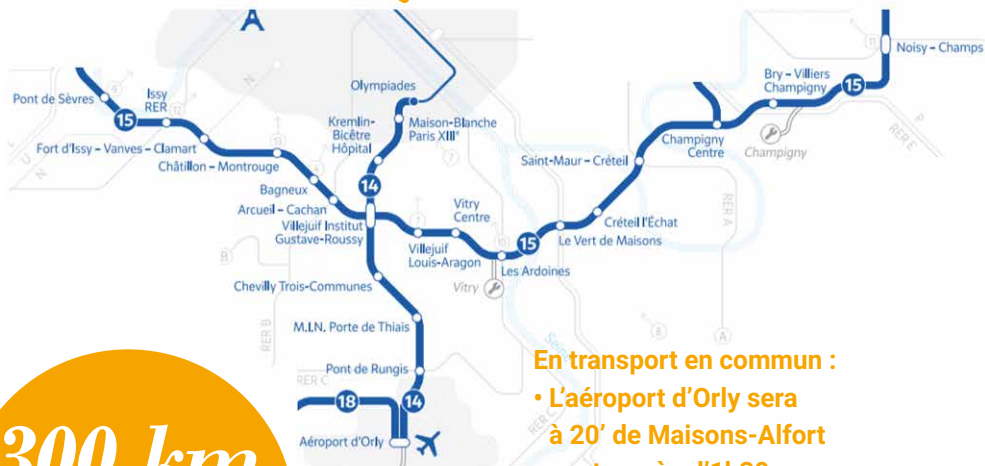 Noisy – Champs
Bry – Villiers
Champigny
15
Olympiades
Pont de Sèvres
Issy
RER
15
Kremlin-
Bicêtre
Hôpital
Maison-Blanche
Paris XIIIᵉ
Champigny
Centre
Champigny
RER E
Fort d'Issy – Vanves – Clamart
Châtillon – Montrouge
Saint-Maur – Créteil
14
Bagneux
Arcueil – Cachan
Villejuif Institut
Gustave-Roussy
Vitry
Centre
RER A
Créteil l'Échat
15
Le Vert de Maisons
Villejuif
Louis-Aragon
Les Ardoines
Vitry
Chevilly Trois-Communes
M.I.N. Porte de Thiais
RER B
B
A
Pont de Rungis
RER C
18
14
Aéroport d'Orly
RER C
300 km
En transport en commun :
• L'aéroport d'Orly sera
à 20' de Maisons-Alfort